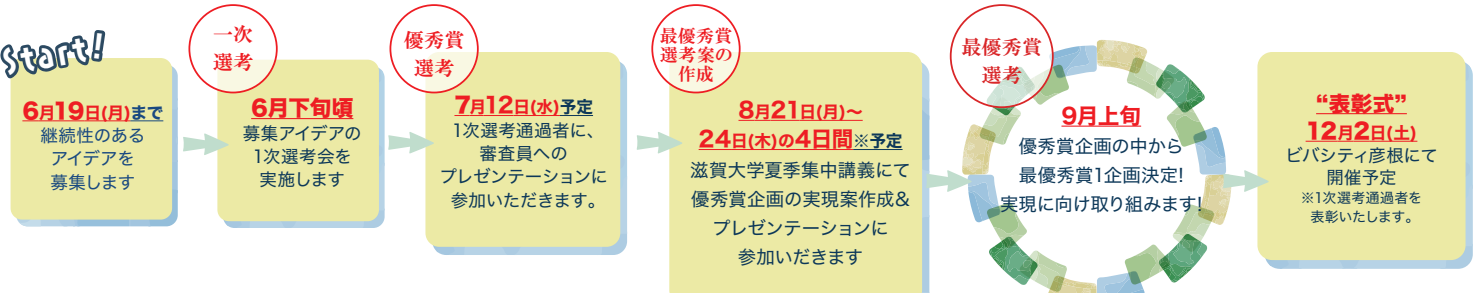 Start!
6月19日(月)まで
継続性のある
アイデアを
募集します
一次
選考
6月下旬頃
募集アイデアの
1次選考会を
実施します
優秀賞
選考
7月12日(水)予定
1次選考通過者に、
審査員への
プレゼンテーションに
参加いただきます。
最優秀賞
選考案の
作成
8月21日(月)〜
24日(木)の4日間※予定
滋賀大学夏季集中講義にて
優秀賞企画の実現案作成&
プレゼンテーションに
参加いだきます
最優秀賞
選考
9月上旬
優秀賞企画の中から
最優秀賞1企画決定!
実現に向け取り組みます!
“表彰式”
12月2日(土)
ビバシティ彦根にて
開催予定
※1次選考通過者を
表彰いたします。